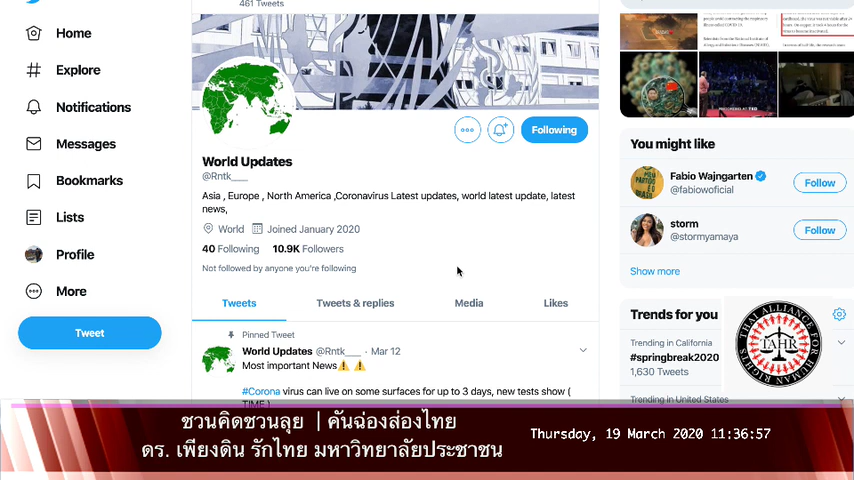 461 Tweets
Home
Explore
Notifications
Messages
Bookmarks
Lists
Profile
More
Tweet
Following
World Updates
@Rntk___
Asia , Europe , North America ,Coronavirus Latest updates, world latest update, latest
news,
World Joined January 2020
40 Following 10.9K Followers
Not followed by anyone you're following
Tweets Tweets & replies Media Likes
Pinned Tweet
World Updates @Rntk___ · Mar 12
Most important News⚠️ ⚠️
#Corona virus can live on some surfaces for up to 3 days, new tests show (
TIME )
You might like
Fabio Wajngarten
@fabiowoficial
Follow
storm
@stormyamaya
Follow
Show more
Trends for you
Trending in California
#springbreak2020
1,630 Tweets
Trending in United States
THAI ALLIANCE FOR HUMAN RIGHTS
TAHR
ชวนคิดชวนลุย | คันฉ่องส่องไทย
ดร. เพียงดิน รักไทย มหาวิทยาลัยประชาชน
Thursday, 19 March 2020 11:36:57